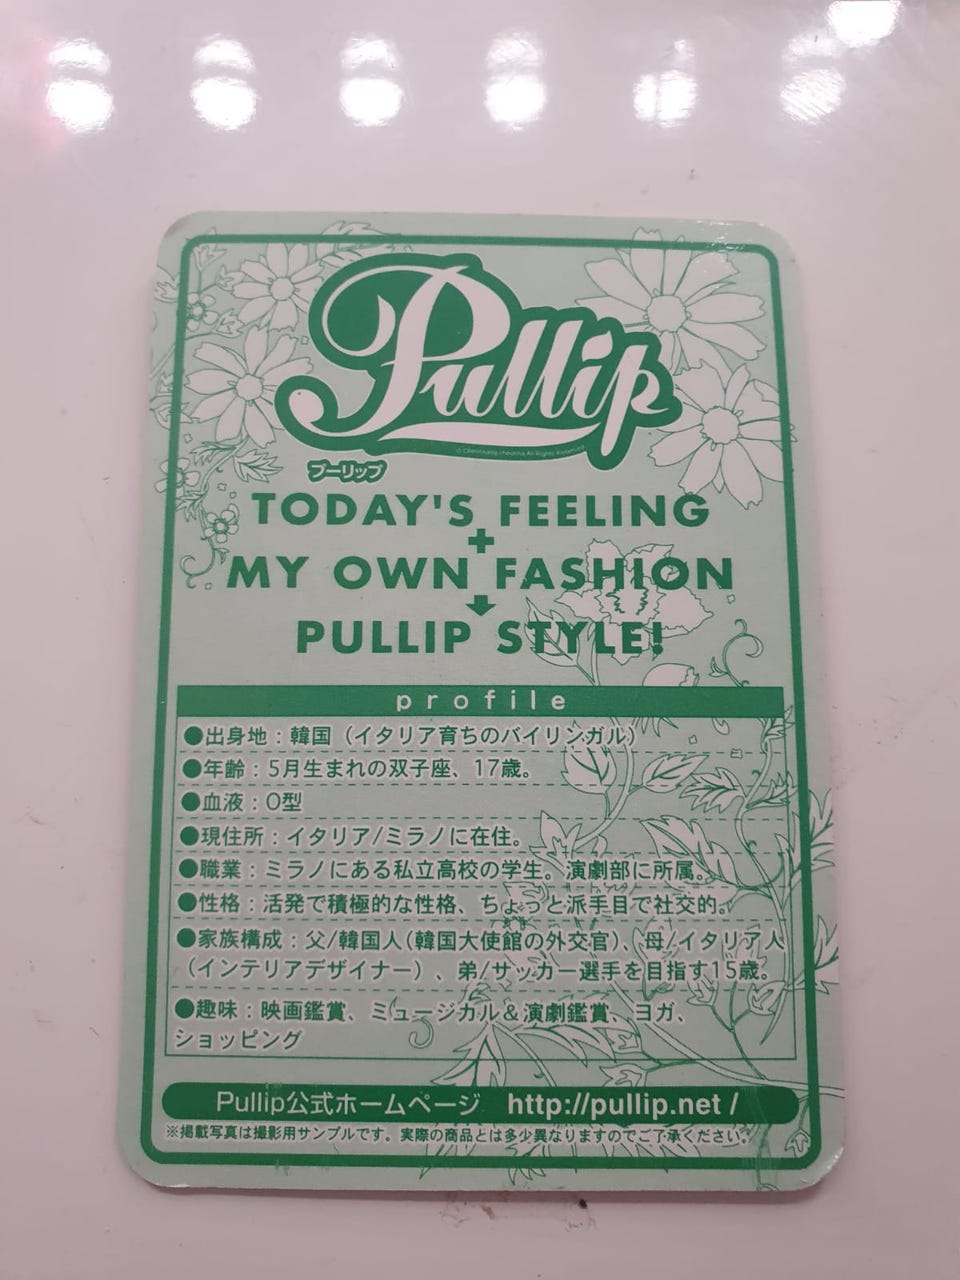 Pullip
プーリップ
TODAY'S FEELING
+
MY OWN FASHION
PULLIP STYLE!
profile
●出身地：韓国（イタリア育ちのバイリンガル）
●年齢：5月生まれの双子座、17歳。
●血液：O型
●現住所：イタリア/ミラノに在住。
●職業：ミラノにある私立高校の学生。演劇部に所属。
●性格：活発で積極的な性格、ちょっと派手目で社交的。
●家族構成：父/韓国人(韓国大使館の外交官)、母/イタリア人
（インテリアデザイナー）、弟/サッカー選手を目指す15歳。
●趣味：映画鑑賞、ミュージカル＆演劇鑑賞、ヨガ、
ショッピング
Pullip公式ホームページ http://pullip.net /
※掲載写真は撮影用サンプルです。実際の商品とは多少異なりますのでご了承ください。